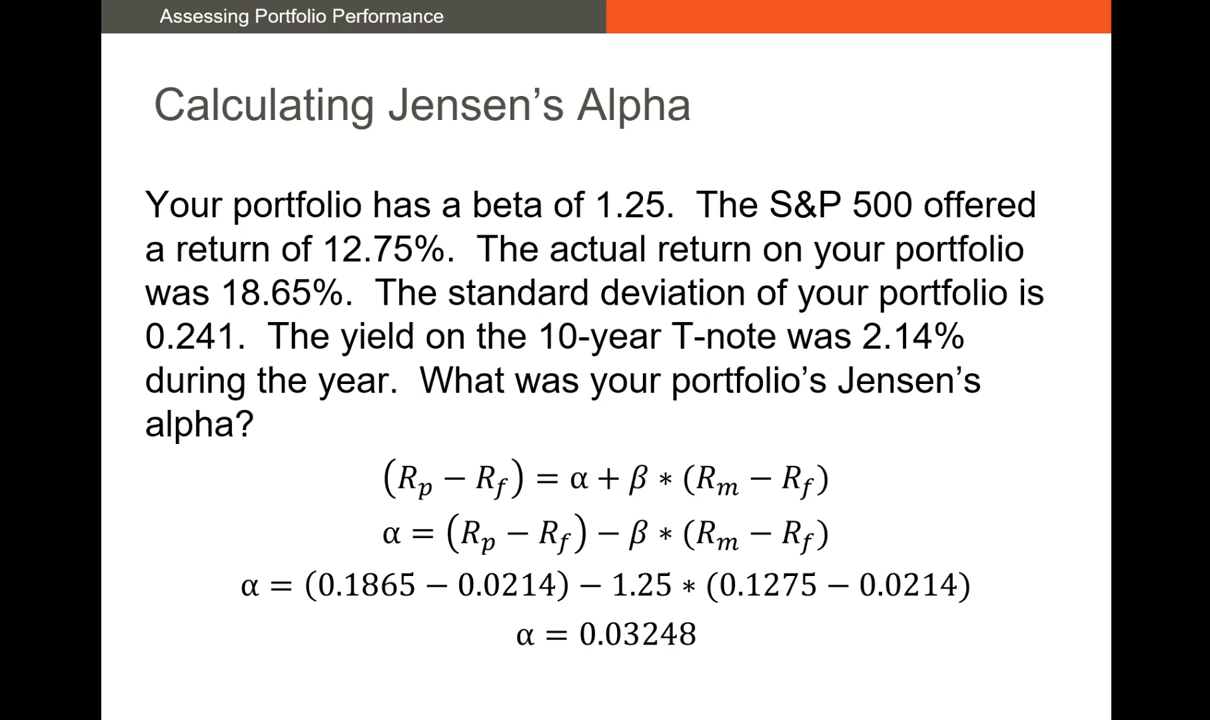 Assessing Portfolio Performance
Calculating Jensen’s Alpha
Your portfolio has a beta of 1.25.  The S&P 500 offered
a return of 12.75%.  The actual return on your portfolio
was 18.65%.  The standard deviation of your portfolio is
0.241.  The yield on the 10-year T-note was 2.14%
during the year.  What was your portfolio’s Jensen’s
alpha?
(R_p − R_f) = α + β * (R_m − R_f)
α = (R_p − R_f) − β * (R_m − R_f)
α = (0.1865 − 0.0214) − 1.25 * (0.1275 − 0.0214)
α = 0.03248